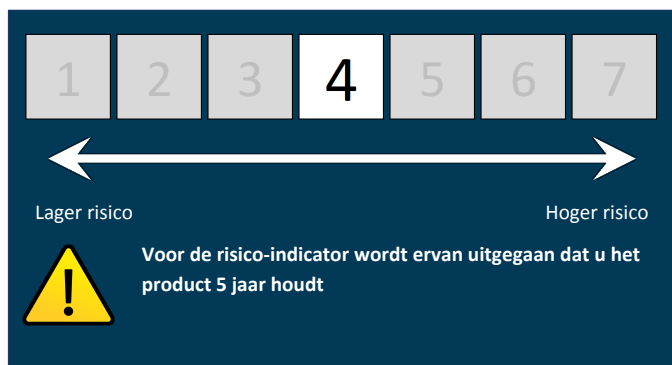 1 2 3 4 5 6 7
Lager risico Hoger risico
Voor de risico-indicator wordt ervan uitgegaan dat u het
product 5 jaar houdt